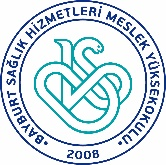 • BAYBURT SAĞLIK HİZMETLERİ MESLEK YÜKSEKOKULU •
2008